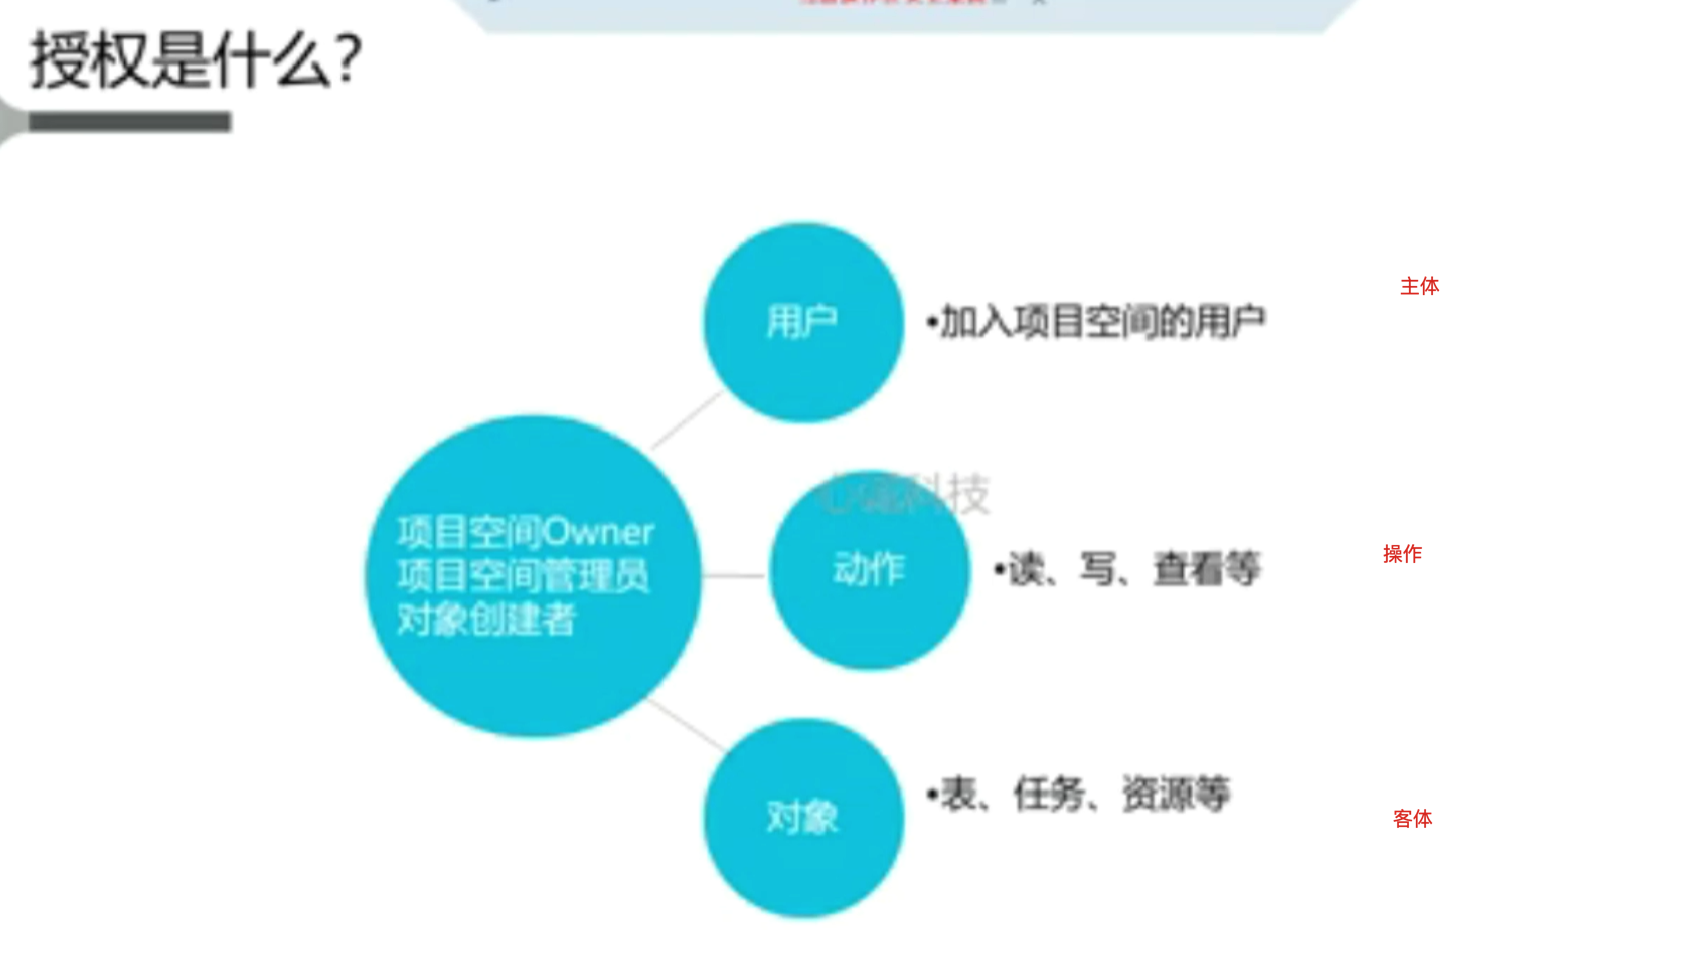 授权是什么?
用户
•加入项目空间的用户
主体
项目空间Owner
项目空间管理员
对象创建者
科技
动作
•读、写、查看等
操作
对象
•表、任务、资源等
客体